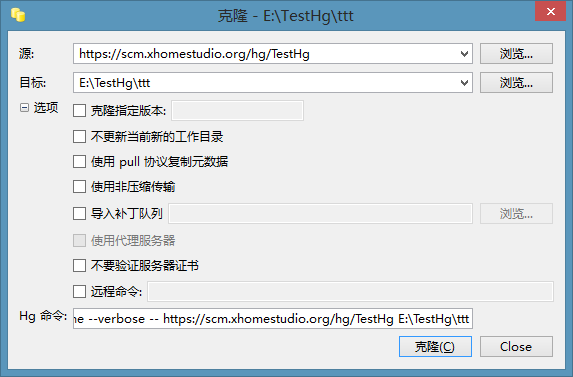 克隆 - E:\TestHg\ttt
源: https://scm.xhomestudio.org/hg/TestHg 浏览...
目标: E:\TestHg\ttt 浏览...
选项 克隆指定版本:
不更新当前新的工作目录
使用 pull 协议复制元数据
使用非压缩传输
导入补丁队列 浏览...
使用代理服务器
不要验证服务器证书
远程命令:
Hg 命令: ne --verbose -- https://scm.xhomestudio.org/hg/TestHg E:\TestHg\ttt
克隆(C) Close